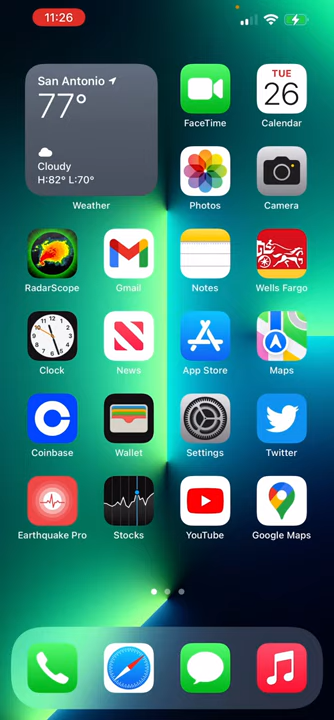 11:26
San Antonio
77°
Cloudy
H:82° L:70°
Weather
FaceTime
TUE
26
Calendar
Photos
Camera
RadarScope
Gmail
Notes
Wells Fargo
Clock
News
App Store
Maps
Coinbase
Wallet
Settings
Twitter
Earthquake Pro
Stocks
YouTube
Google Maps